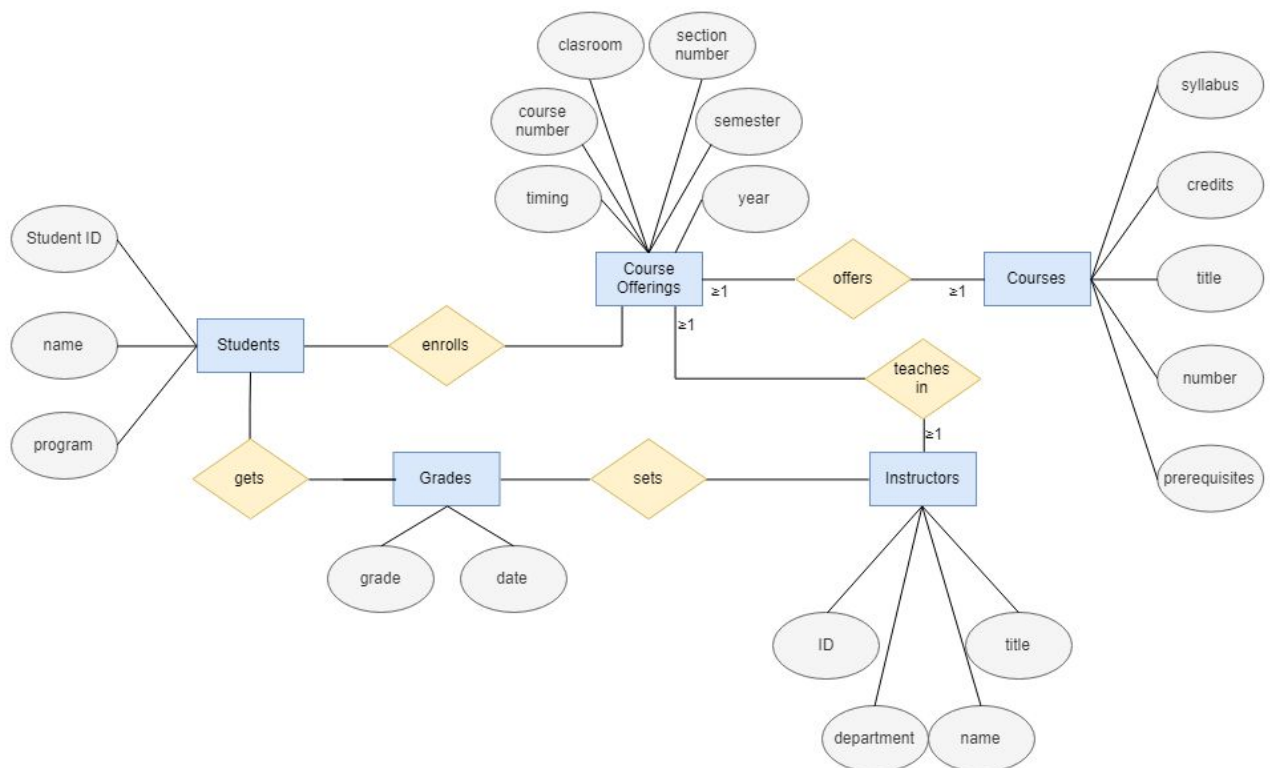 clasroom
section
number
syllabus
course
number
semester
credits
timing
year
Student ID
Course
Offerings
offers
Courses
title
≥1
≥1
≥1
name
Students
enrolls
teaches
in
number
≥1
program
gets
Grades
sets
Instructors
prerequisites
grade
date
ID
title
department
name